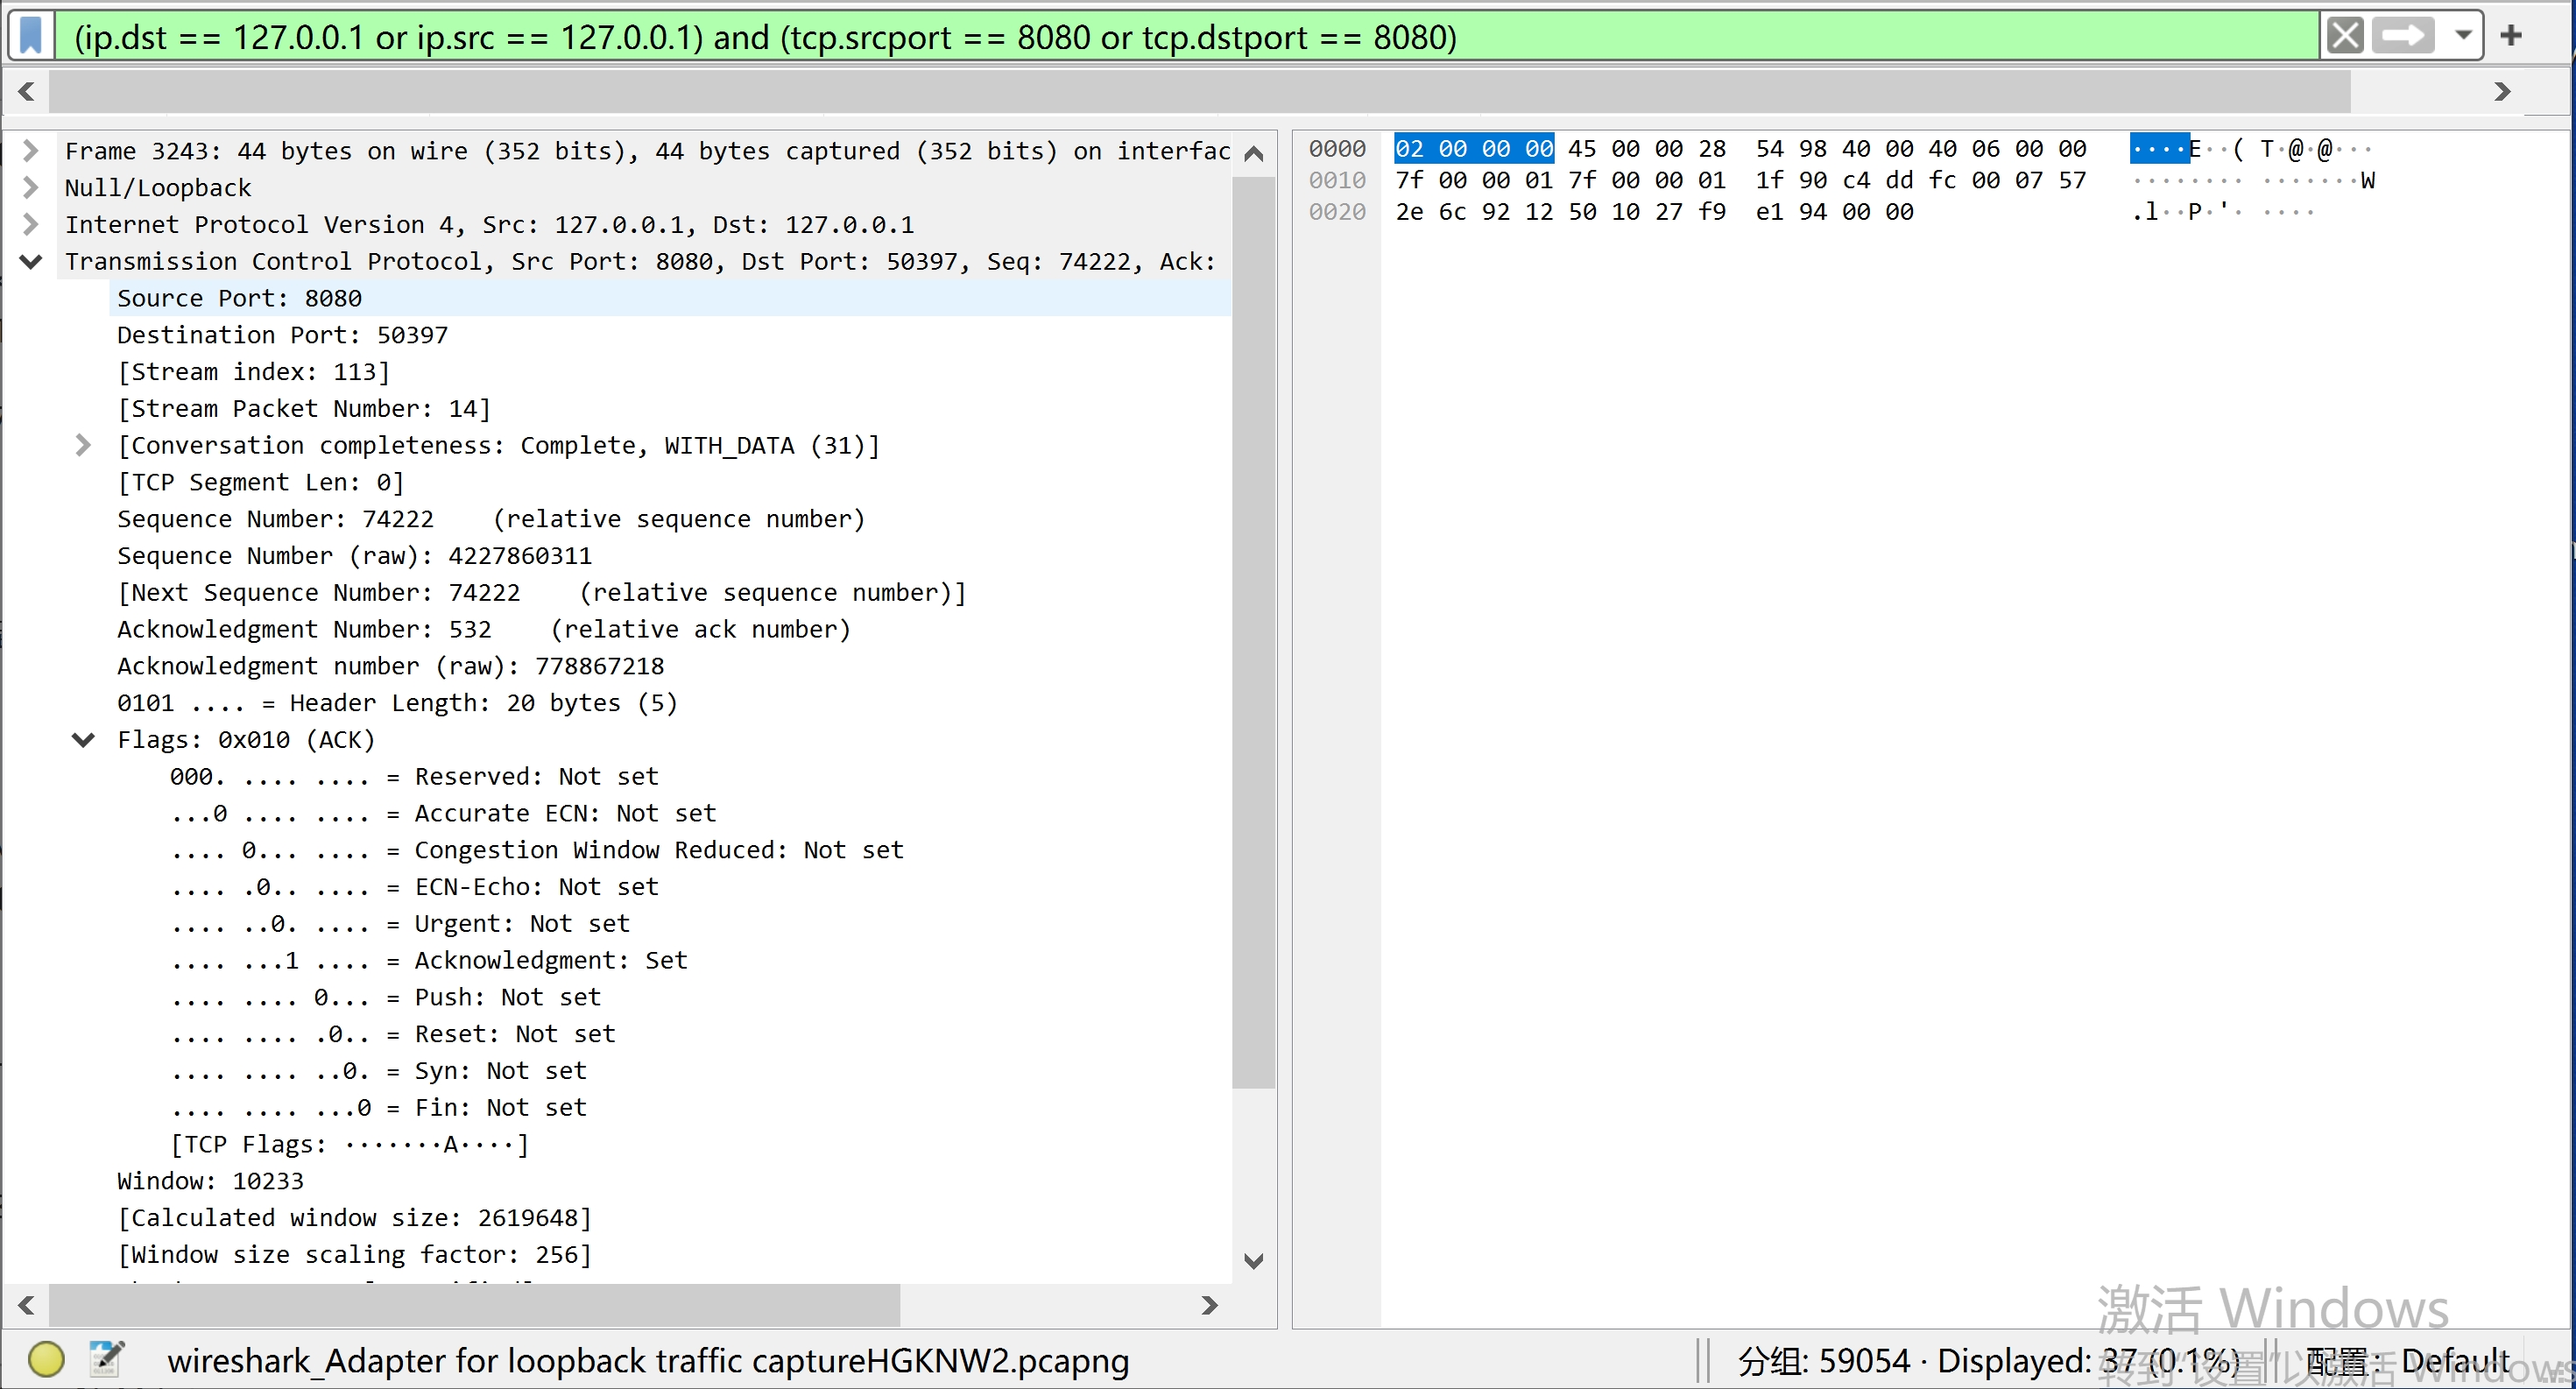 (ip.dst == 127.0.0.1 or ip.src == 127.0.0.1) and (tcp.srcport == 8080 or tcp.dstport == 8080)
Frame 3243: 44 bytes on wire (352 bits), 44 bytes captured (352 bits) on interfac
Null/Loopback
Internet Protocol Version 4, Src: 127.0.0.1, Dst: 127.0.0.1
Transmission Control Protocol, Src Port: 8080, Dst Port: 50397, Seq: 74222, Ack:
Source Port: 8080
Destination Port: 50397
[Stream index: 113]
[Stream Packet Number: 14]
[Conversation completeness: Complete, WITH_DATA (31)]
[TCP Segment Len: 0]
Sequence Number: 74222    (relative sequence number)
Sequence Number (raw): 4227860311
[Next Sequence Number: 74222    (relative sequence number)]
Acknowledgment Number: 532    (relative ack number)
Acknowledgment number (raw): 778867218
0101 .... = Header Length: 20 bytes (5)
Flags: 0x010 (ACK)
000. .... .... = Reserved: Not set
...0 .... .... = Accurate ECN: Not set
.... 0... .... = Congestion Window Reduced: Not set
.... .0.. .... = ECN-Echo: Not set
.... ..0. .... = Urgent: Not set
.... ...1 .... = Acknowledgment: Set
.... .... 0... = Push: Not set
.... .... .0.. = Reset: Not set
.... .... ..0. = Syn: Not set
.... .... ...0 = Fin: Not set
[TCP Flags: ·······A····]
Window: 10233
[Calculated window size: 2619648]
[Window size scaling factor: 256]
0000 02 00 00 00 45 00 00 28 54 98 40 00 40 06 00 00 ····E··( T·@·@···
0010 7f 00 00 01 7f 00 00 01 1f 90 c4 dd fc 00 07 57 ········ ·······W
0020 2e 6c 92 12 50 10 27 f9 e1 94 00 00 .l··P·'· ····
激活 Windows
转到"设置"以激活 Windows
wireshark_Adapter for loopback traffic captureHGKNW2.pcapng
分组: 59054 · Displayed: 37 (0.1%)
配置: Default